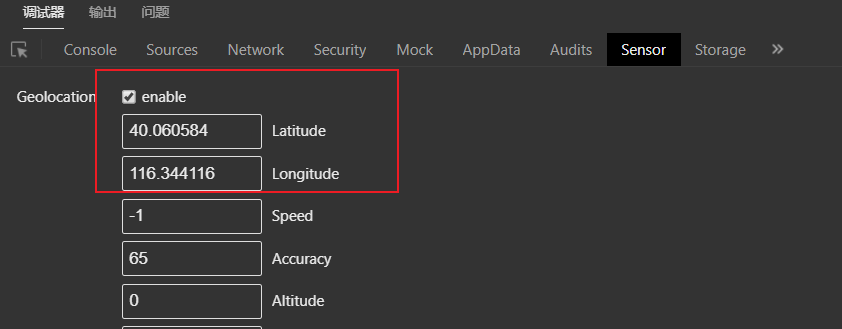 调试器 输出 问题
Console Sources Network Security Mock AppData Audits Sensor Storage »
Geolocation enable
40.060584 Latitude
116.344116 Longitude
-1 Speed
65 Accuracy
0 Altitude